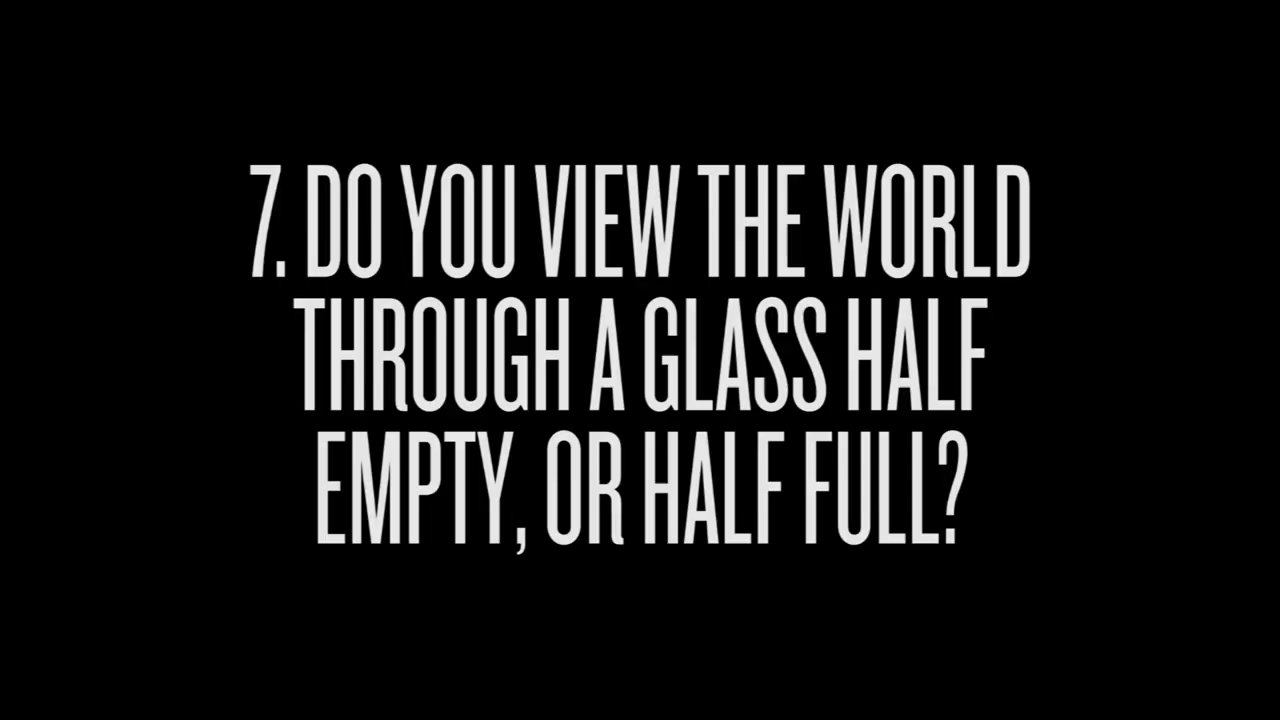 7. DO YOU VIEW THE WORLD
THROUGH A GLASS HALF
EMPTY, OR HALF FULL?